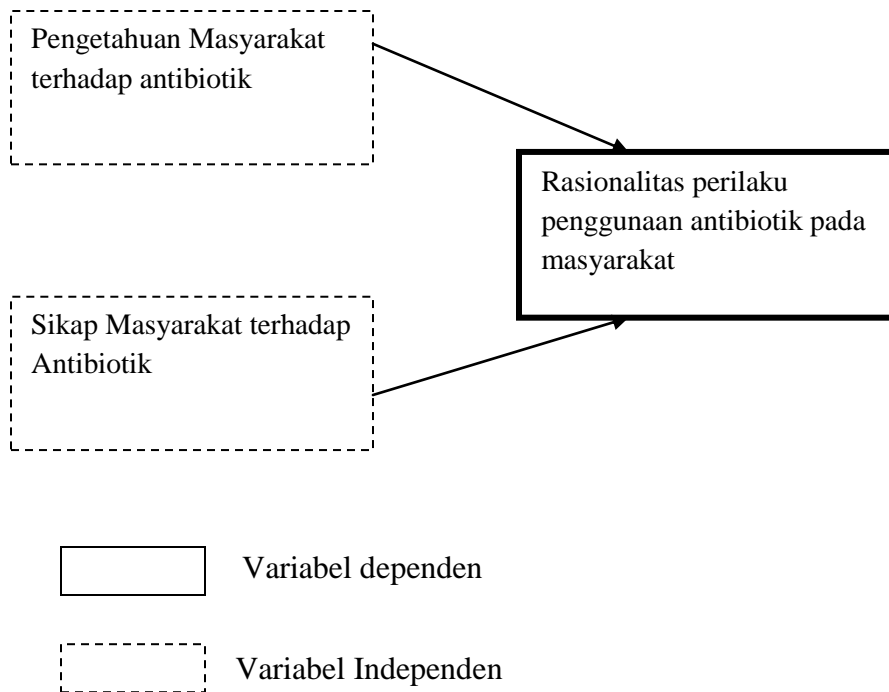 Pengetahuan Masyarakat
terhadap antibiotik
Rasionalitas perilaku
penggunaan antibiotik pada
masyarakat
Sikap Masyarakat terhadap
Antibiotik
Variabel dependen
Variabel Independen